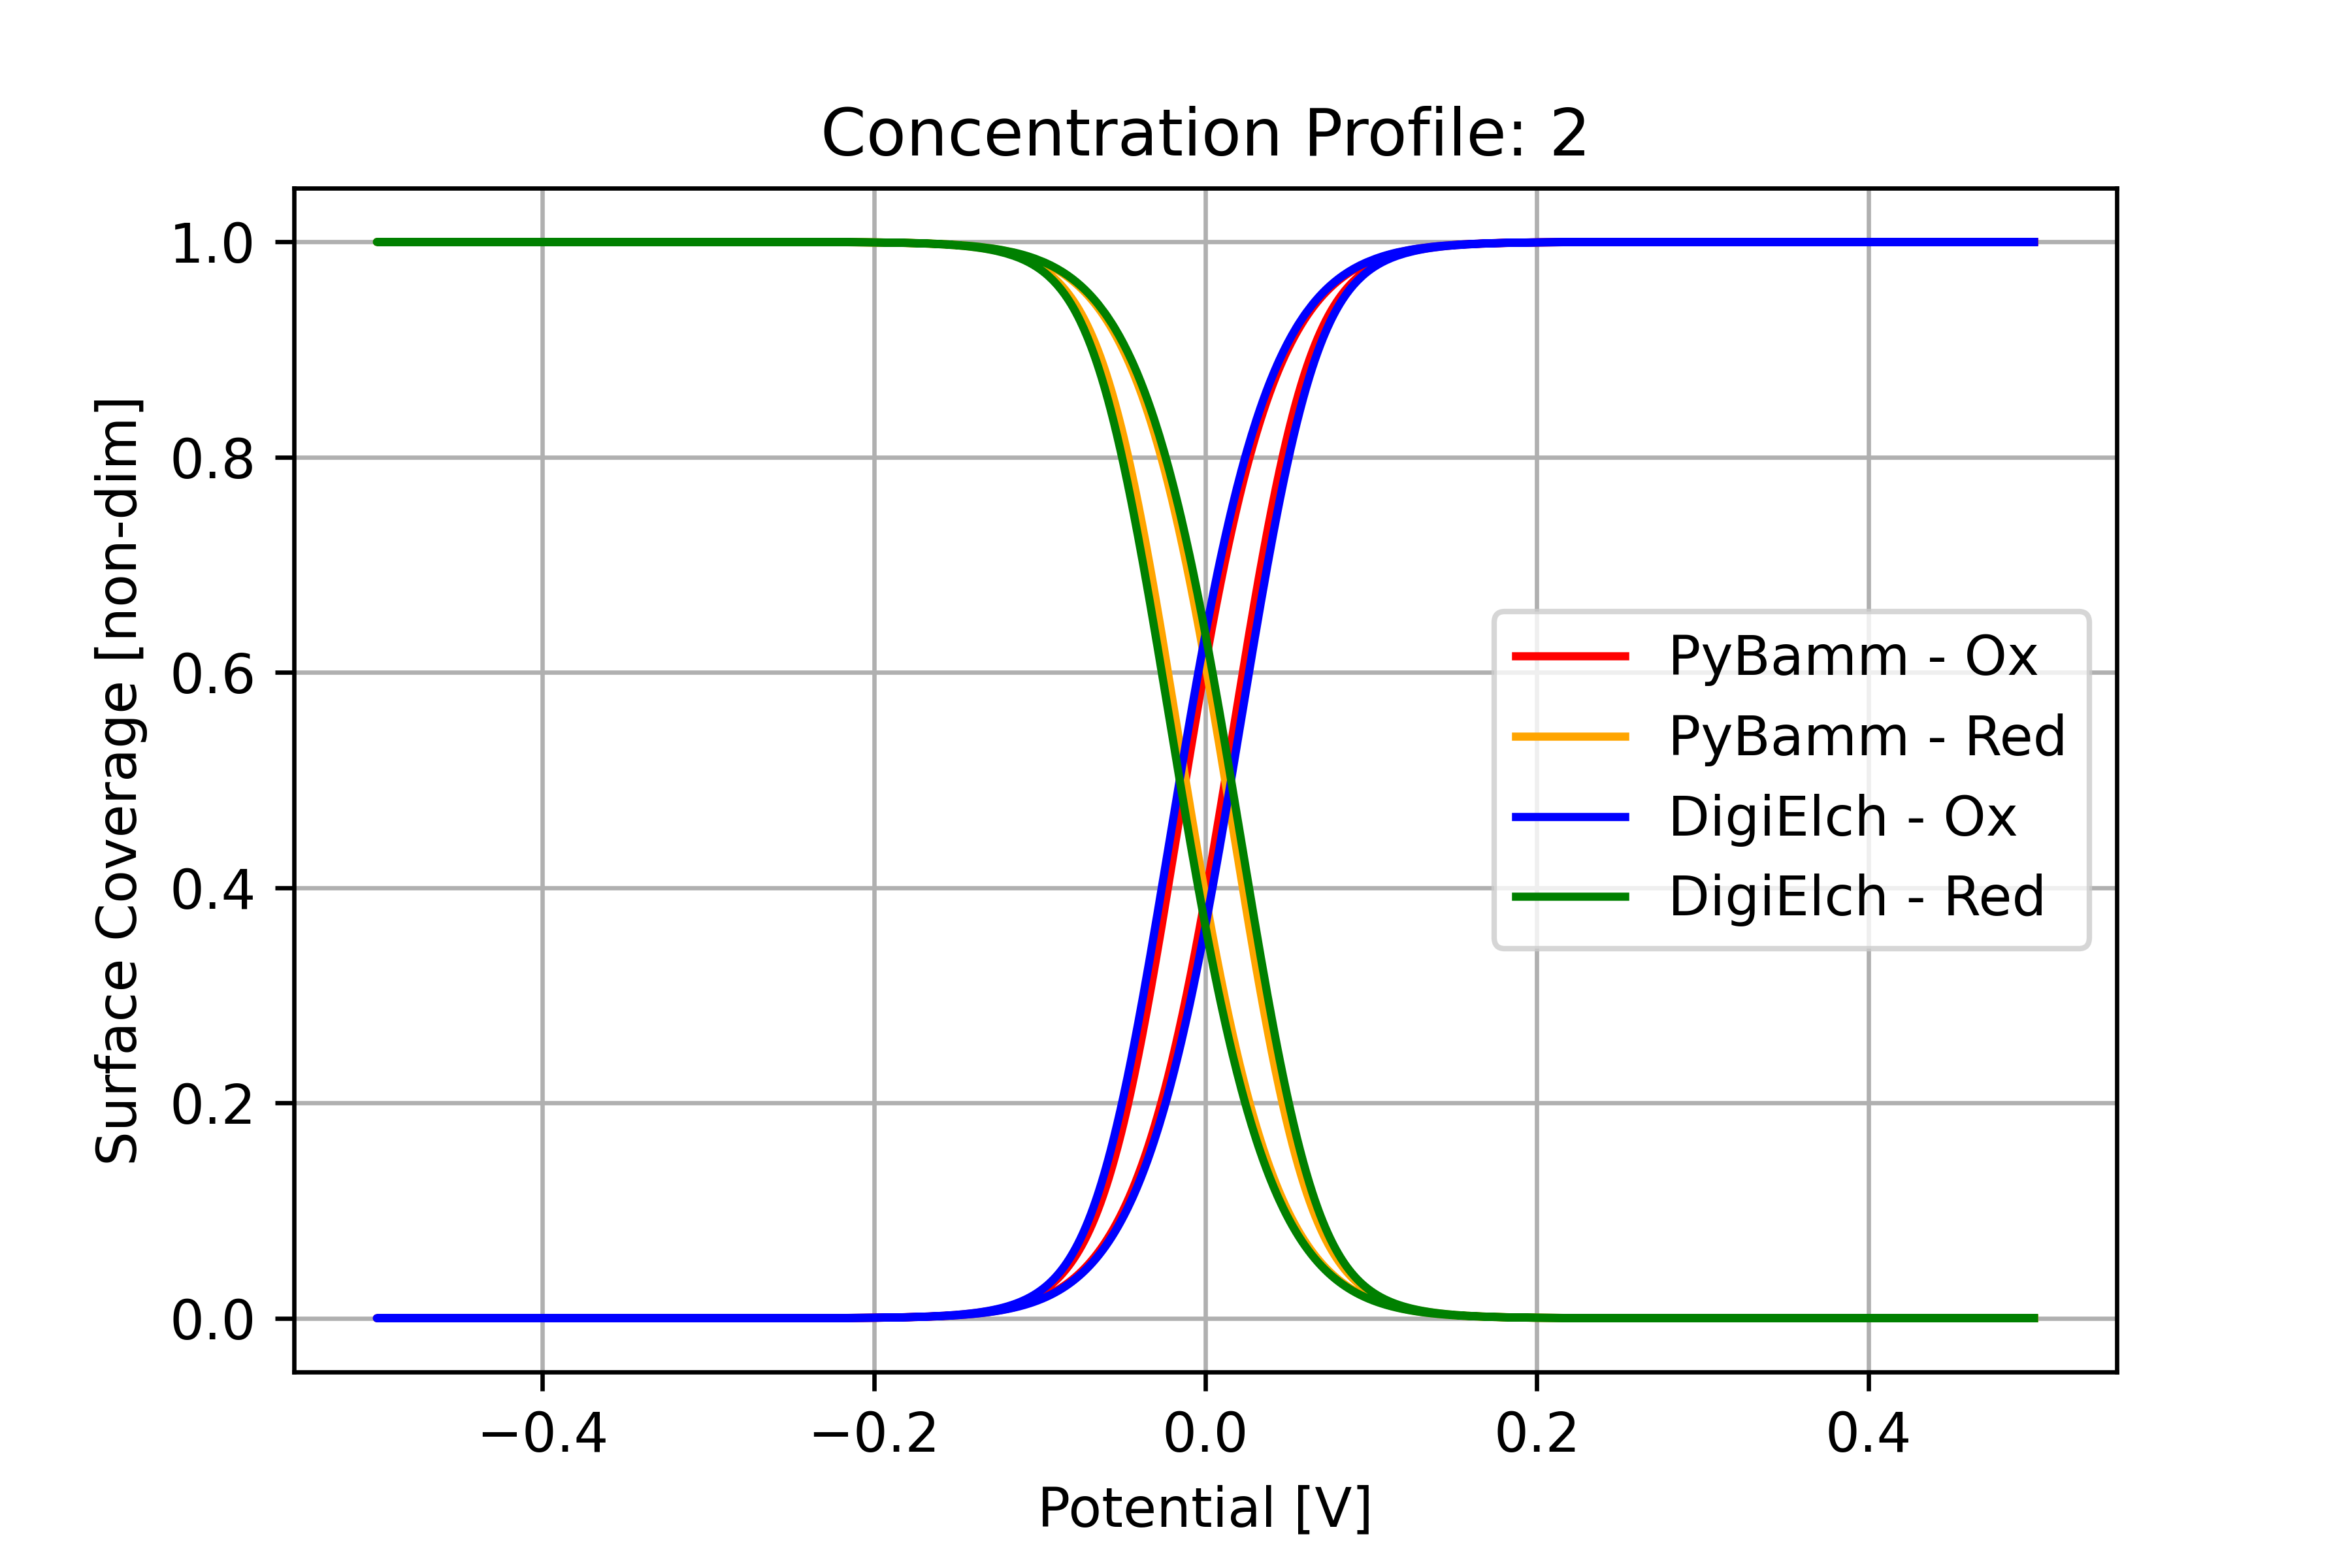 Concentration Profile: 2
Surface Coverage [non-dim]
1.0
0.8
0.6
0.4
0.2
0.0
−0.4
−0.2
0.0
0.2
0.4
Potential [V]
PyBamm - Ox
PyBamm - Red
DigiElch - Ox
DigiElch - Red